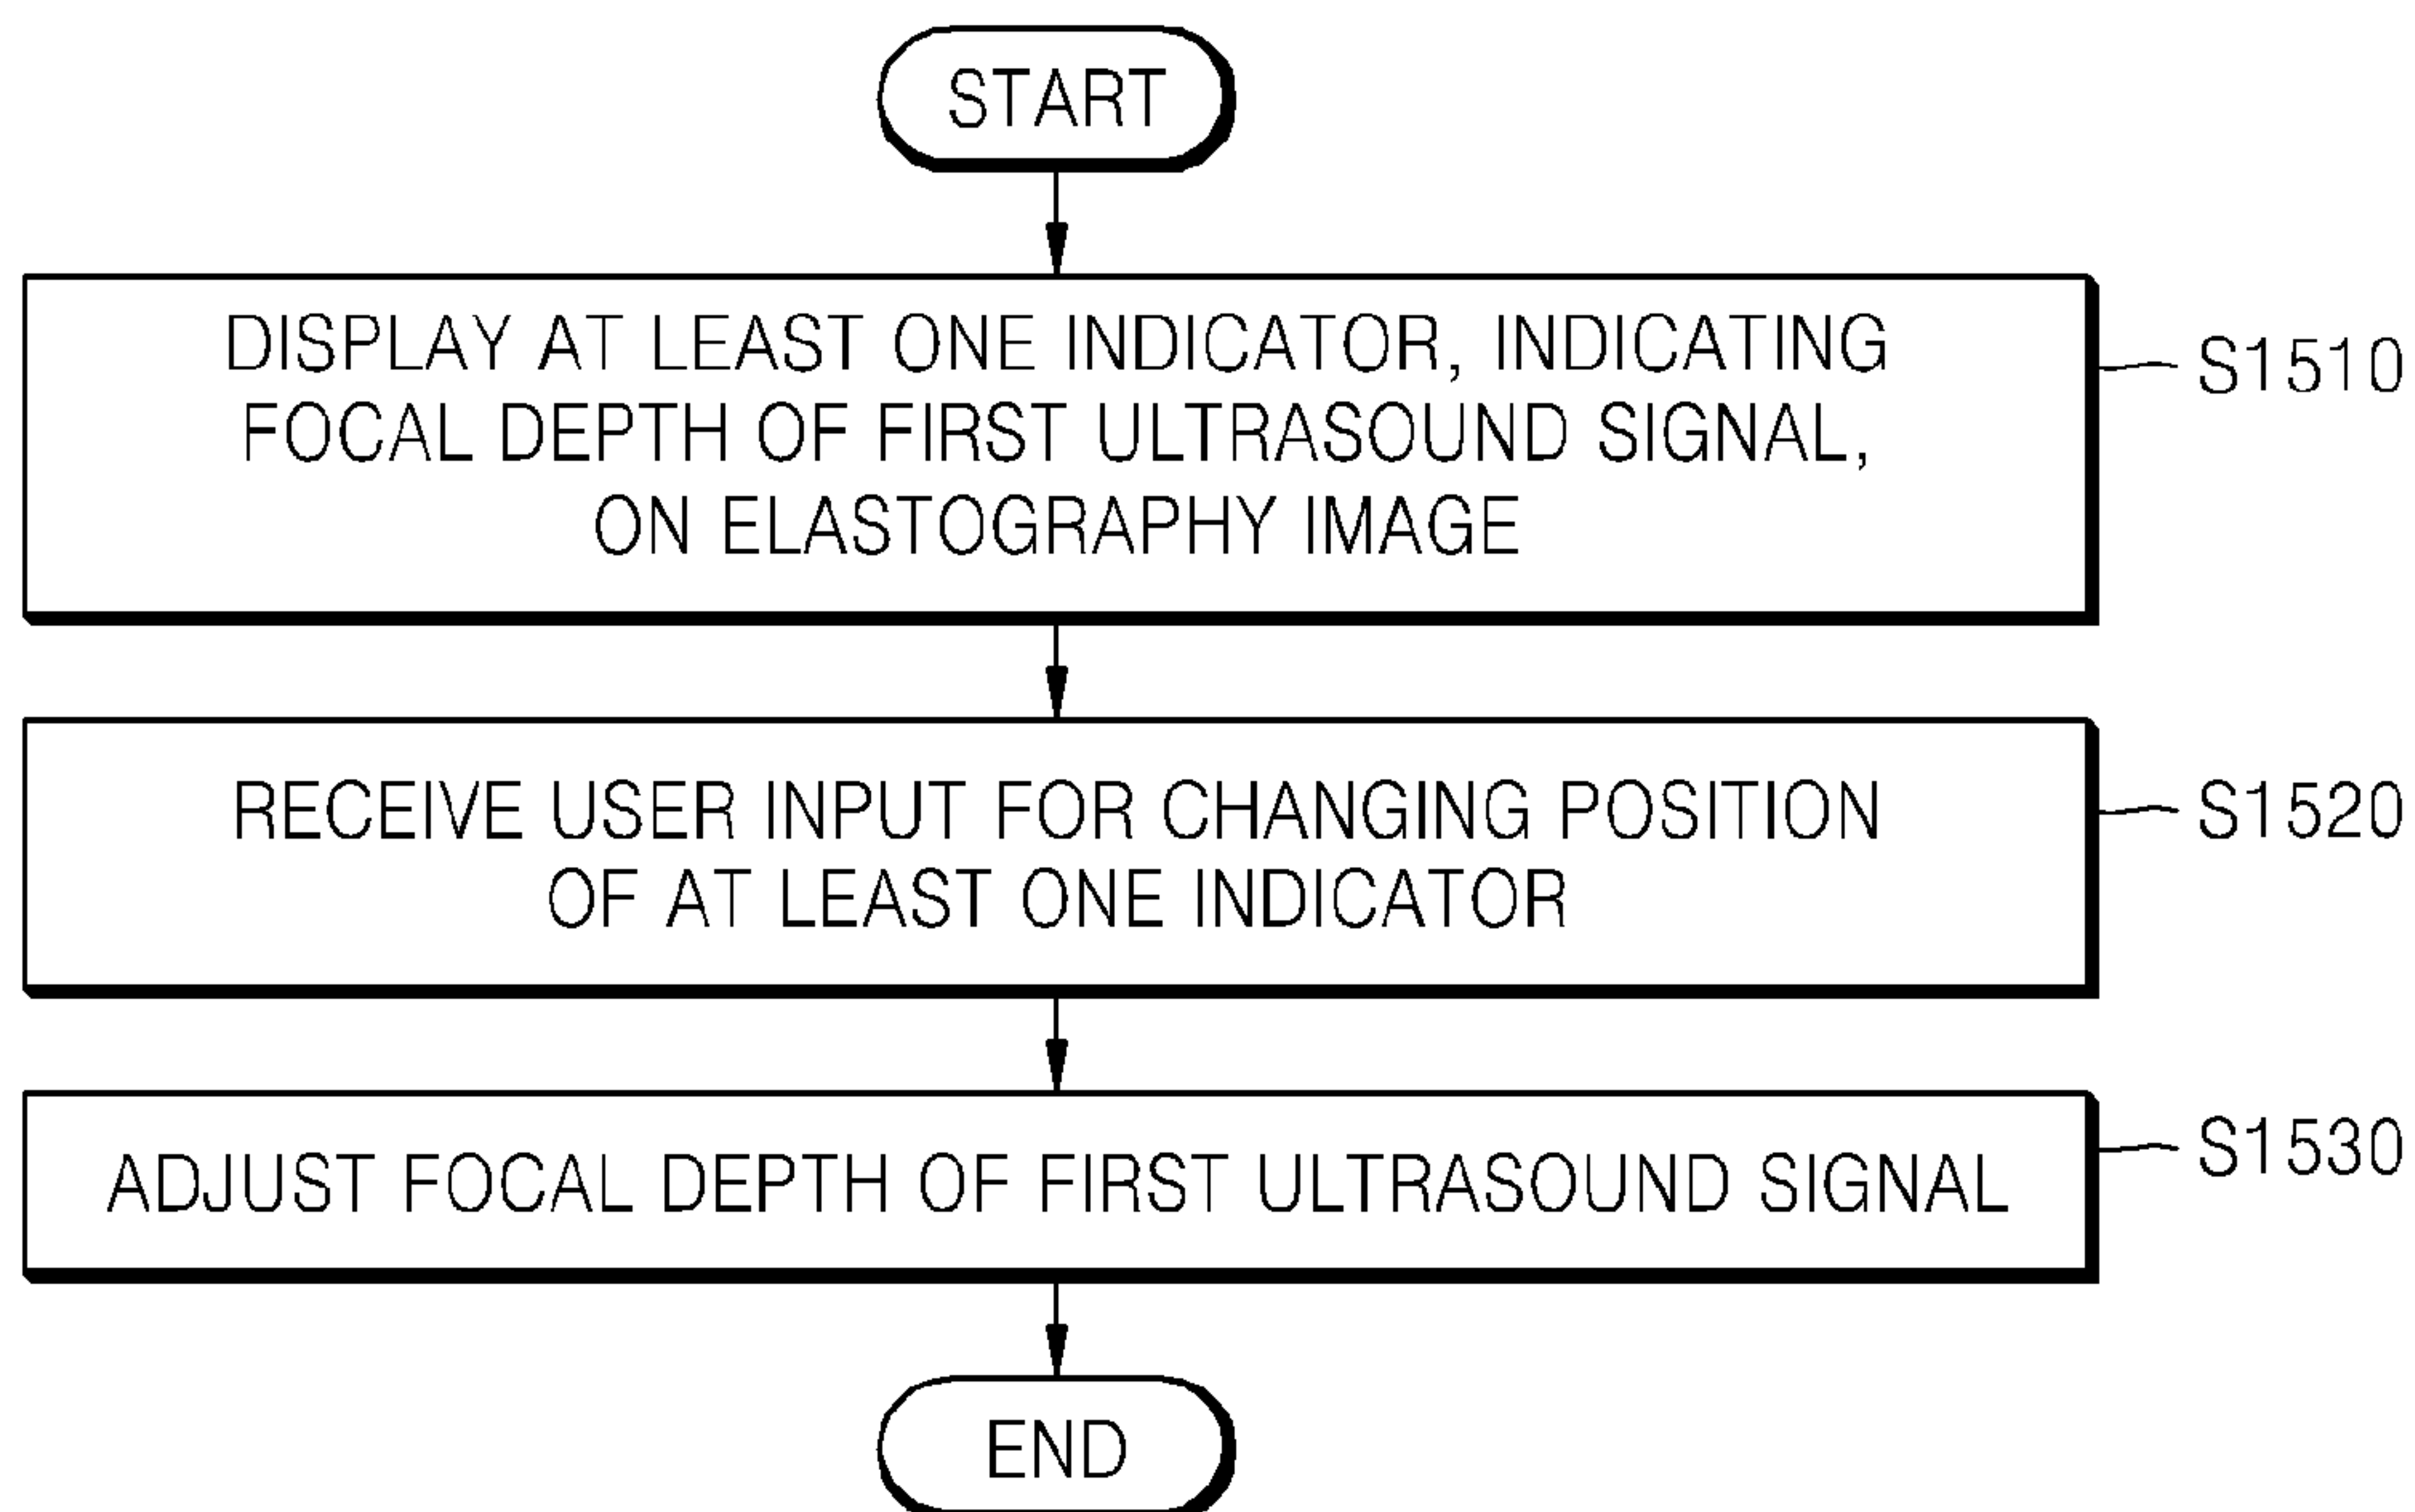 START
DISPLAY AT LEAST ONE INDICATOR, INDICATING
FOCAL DEPTH OF FIRST ULTRASOUND SIGNAL,
ON ELASTOGRAPHY IMAGE
S1510
RECEIVE USER INPUT FOR CHANGING POSITION
OF AT LEAST ONE INDICATOR
S1520
ADJUST FOCAL DEPTH OF FIRST ULTRASOUND SIGNAL
S1530
END